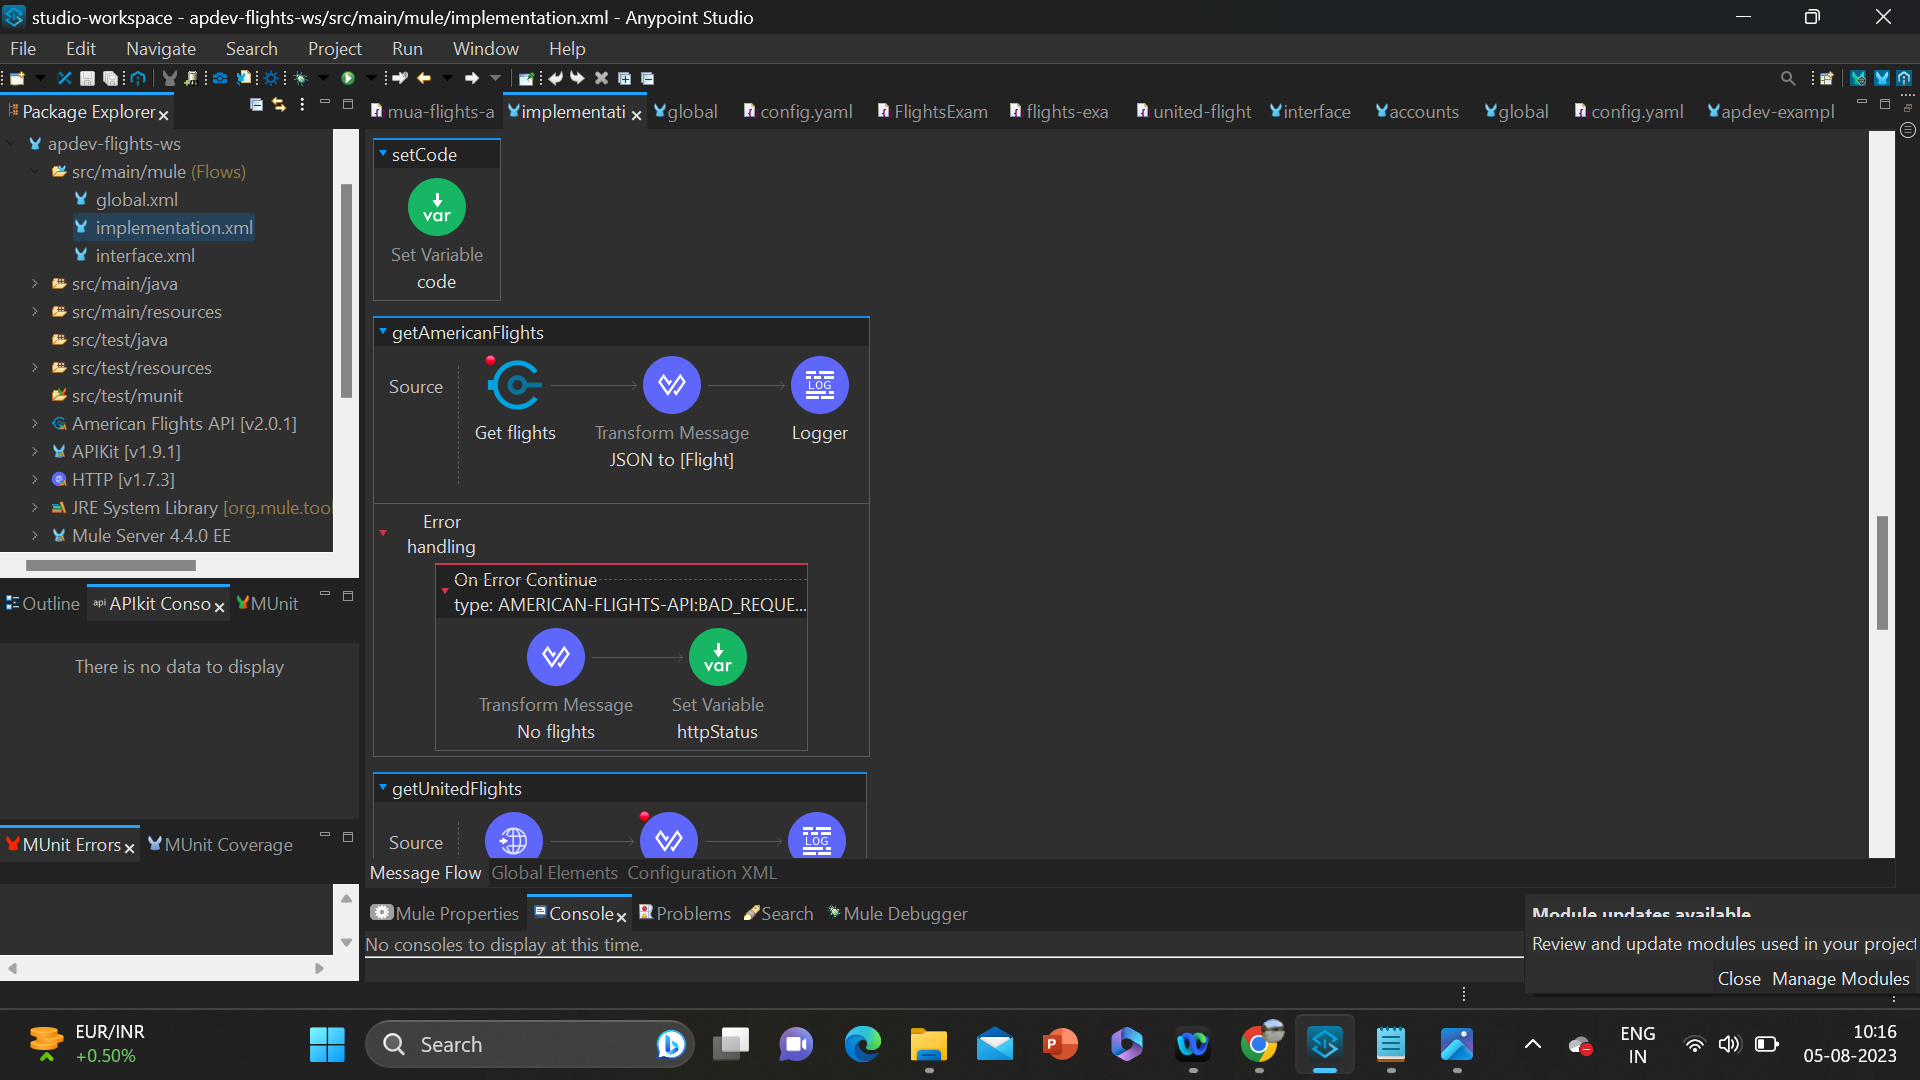 studio-workspace - apdev-flights-ws/src/main/mule/implementation.xml - Anypoint Studio
File Edit Navigate Search Project Run Window Help
Package Explorer
mua-flights-a implementati global config.yaml FlightsExam flights-exa united-flight interface accounts global config.yaml apdev-exampl
apdev-flights-ws
src/main/mule (Flows)
global.xml
implementation.xml
interface.xml
src/main/java
src/main/resources
src/test/java
src/test/resources
src/test/munit
American Flights API [v2.0.1]
APIKit [v1.9.1]
HTTP [v1.7.3]
JRE System Library [org.mule.tool
Mule Server 4.4.0 EE
Outline api APIkit Conso MUnit
There is no data to display
MUnit Errors MUnit Coverage
setCode
var
Set Variable
code
getAmericanFlights
Source
LOG
Get flights Transform Message Logger
JSON to [Flight]
Error
handling
On Error Continue
type: AMERICAN-FLIGHTS-API:BAD_REQUE...
var
Transform Message Set Variable
No flights httpStatus
getUnitedFlights
Source
LOG
Message Flow Global Elements Configuration XML
Mule Properties Console Problems Search Mule Debugger
No consoles to display at this time.
Module updates available
Review and update modules used in your project
Close Manage Modules
EUR/INR
+0.50%
Search
ENG
IN
10:16
05-08-2023